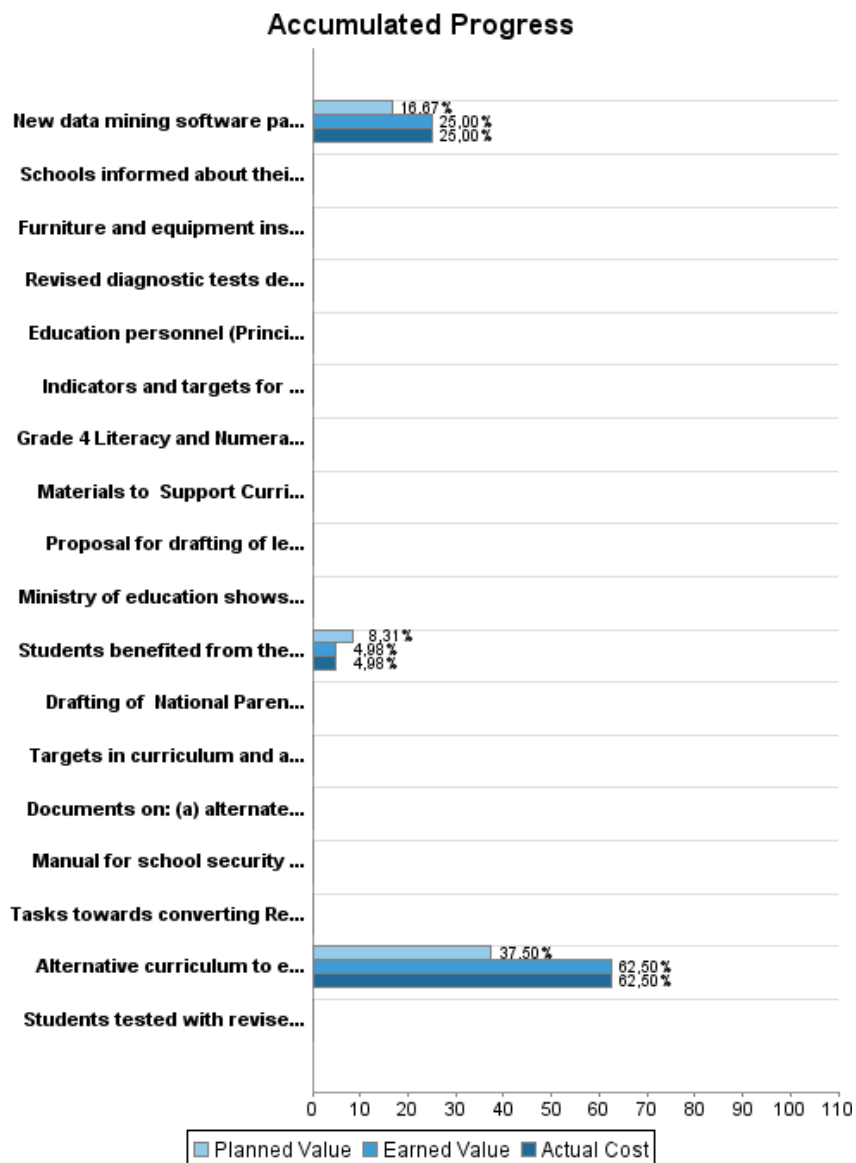 Accumulated Progress
New data mining software pa...
16,67%
25,00%
25,00%
Schools informed about thei...
Furniture and equipment ins...
Revised diagnostic tests de...
Education personnel (Princi...
Indicators and targets for ...
Grade 4 Literacy and Numera...
Materials to  Support Curri...
Proposal for drafting of le...
Ministry of education shows...
Students benefited from the...
8,31%
4,98%
4,98%
Drafting of  National Paren...
Targets in curriculum and a...
Documents on: (a) alternate...
Manual for school security ...
Tasks towards converting Re...
Alternative curriculum to e...
37,50%
62,50%
62,50%
Students tested with revise...
0 10 20 30 40 50 60 70 80 90 100 110
Planned Value Earned Value Actual Cost